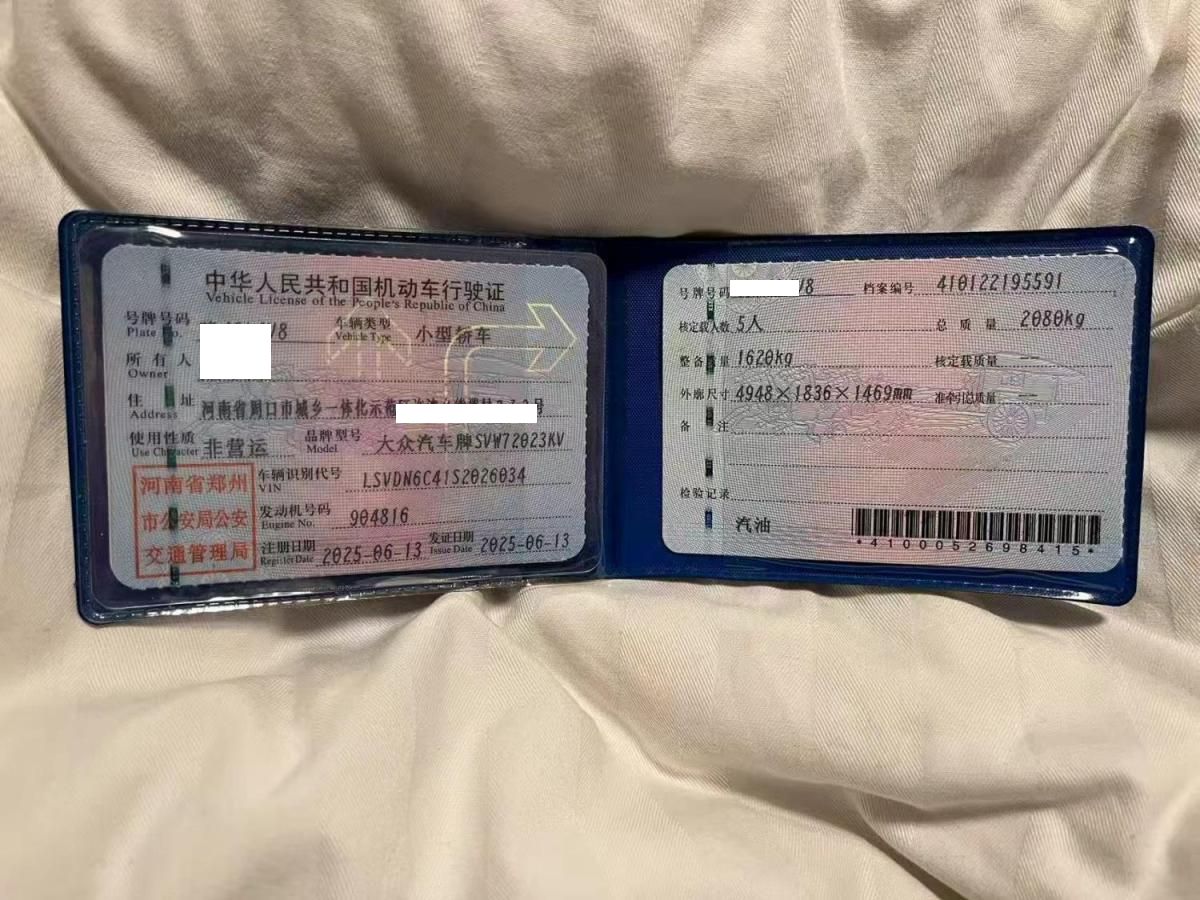 中华人民共和国机动车行驶证
Vehicle License of the People's Republic of China
号牌号码 V8 车辆类型 小型轿车
Plate No. Vehicle Type
所有人
Owner
住址 河南省周口市城乡一体化示范区 号
Address
使用性质 非营运 品牌型号 大众汽车牌SVW72023KV
Use Character Model
河南省郑州
市公安局公安
交通管理局
车辆识别代号 LSVDN6C41S2026034
VIN
发动机号码 904816
Engine No.
注册日期 2025-06-13 发证日期 2025-06-13
Register Date Issue Date
号牌号码 V8 档案编号 410122195591
核定载人数 5人 总质量 2080kg
整备质量 1620kg 核定载质量 --
外廓尺寸 4948×1836×1469mm 准牵引总质量 --
备注
检验记录
汽油
*4100052698415*